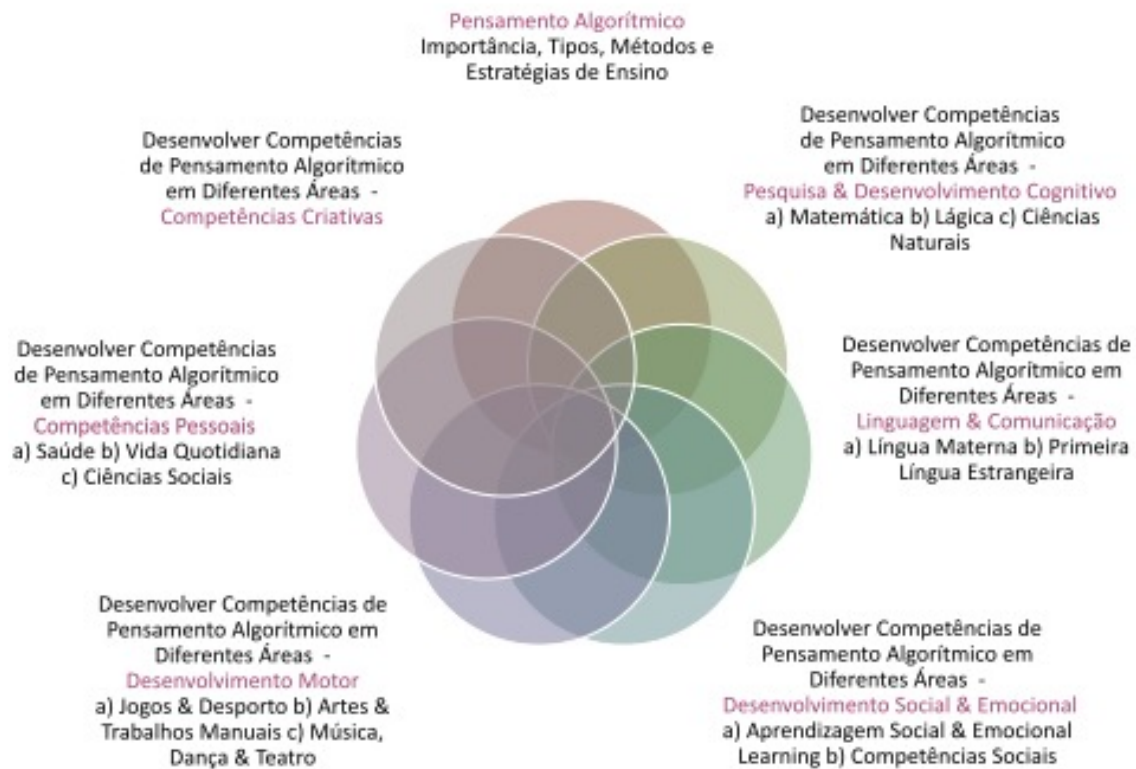 Pensamento Algorítmico
Importância, Tipos, Métodos e
Estratégias de Ensino
Desenvolver Competências
de Pensamento Algorítmico
em Diferentes Áreas -
Pesquisa & Desenvolvimento Cognitivo
a) Matemática b) Lágica c) Ciências
Naturais
Desenvolver Competências de
Pensamento Algorítmico em
Diferentes Áreas -
Linguagem & Comunicação
a) Língua Materna b) Primeira
Língua Estrangeira
Desenvolver Competências de
Pensamento Algorítmico em
Diferentes Áreas -
Desenvolvimento Social & Emocional
a) Aprendizagem Social & Emocional
Learning b) Competências Sociais
Desenvolver Competências de
Pensamento Algorítmico em
Diferentes Áreas -
Desenvolvimento Motor
a) Jogos & Desporto b) Artes &
Trabalhos Manuais c) Música,
Dança & Teatro
Desenvolver Competências
de Pensamento Algorítmico
em Diferentes Áreas -
Competências Pessoais
a) Saúde b) Vida Quotidiana
c) Ciências Sociais
Desenvolver Competências
de Pensamento Algorítmico
em Diferentes Áreas -
Competências Criativas